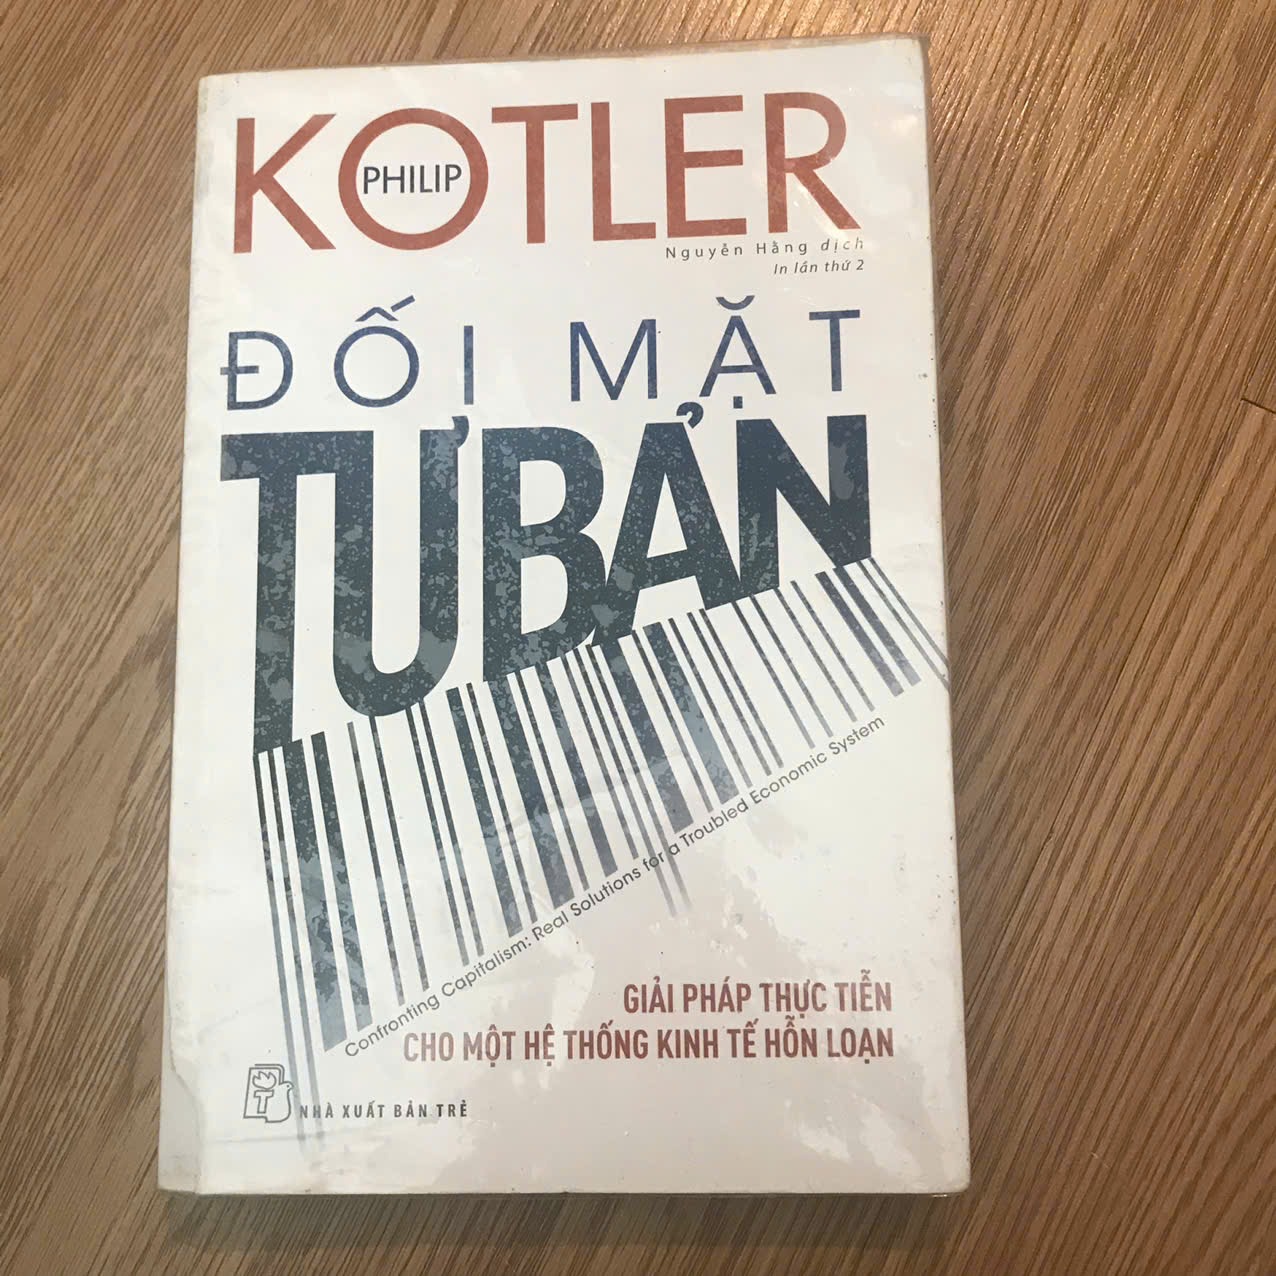 KOTLER
PHILIP
Nguyễn Hằng dịch
In lần thứ 2
ĐỐI MẶT
TƯ BẢN
Confronting Capitalism: Real Solutions for a Troubled Economic System
GIẢI PHÁP THỰC TIỄN
CHO MỘT HỆ THỐNG KINH TẾ HỖN LOẠN
T
NHÀ XUẤT BẢN TRẺ